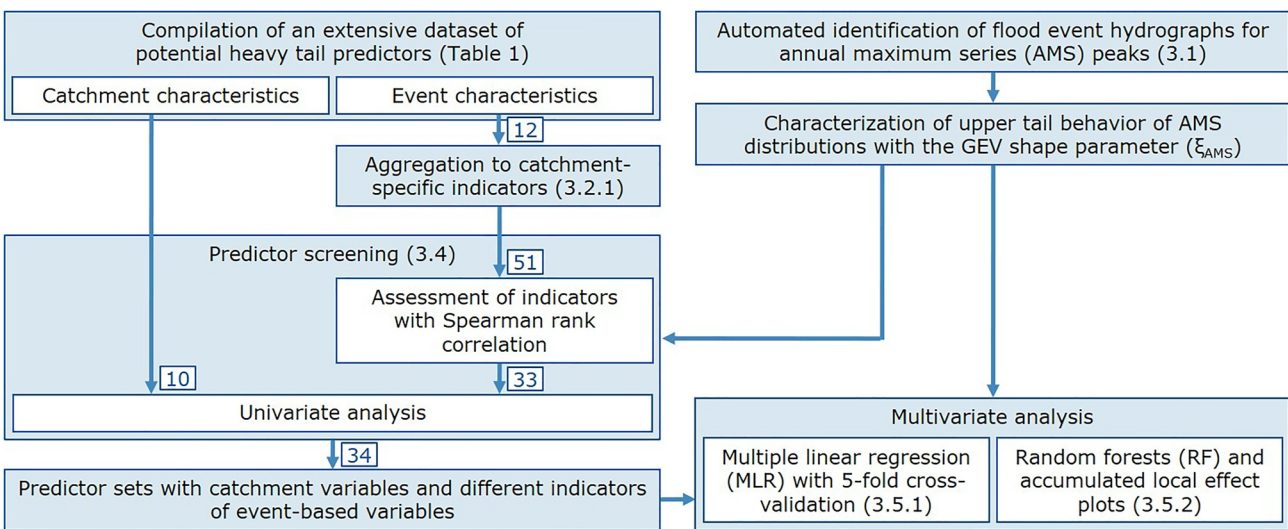 Compilation of an extensive dataset of
potential heavy tail predictors (Table 1)
Catchment characteristics
Event characteristics
12
Aggregation to catchment-
specific indicators (3.2.1)
Predictor screening (3.4)
51
Assessment of indicators
with Spearman rank
correlation
10
33
Univariate analysis
34
Predictor sets with catchment variables and different indicators
of event-based variables
Automated identification of flood event hydrographs for
annual maximum series (AMS) peaks (3.1)
Characterization of upper tail behavior of AMS
distributions with the GEV shape parameter (ξAMS)
Multivariate analysis
Multiple linear regression
(MLR) with 5-fold cross-
validation (3.5.1)
Random forests (RF) and
accumulated local effect
plots (3.5.2)